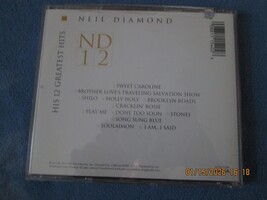 NEIL DIAMOND
HIS 12 GREATEST HITS
ND
12
SWEET CAROLINE
BROTHER LOVE'S TRAVELING SALVATION SHOW
SHILO • HOLLY HOLY • BROOKLYN ROADS
CRACKLIN' ROSIE
PLAY ME • DONE TOO SOON • STONES
SONG SUNG BLUE
SOOLAIMON • I AM, I SAID